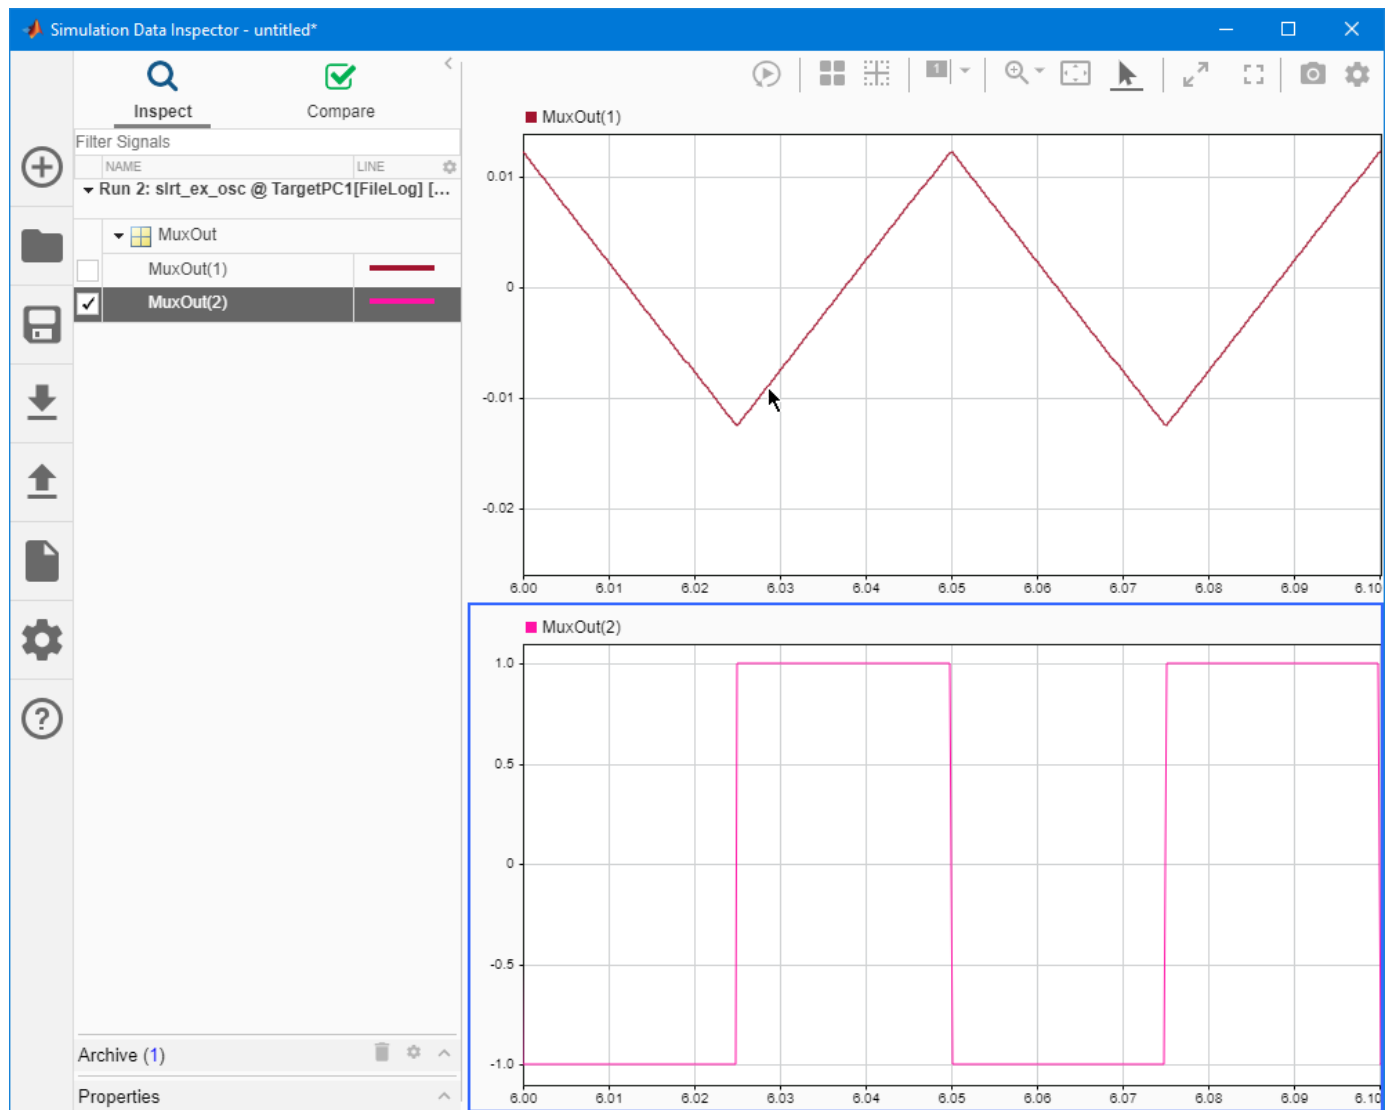 Simulation Data Inspector - untitled*
Inspect
Compare
Filter Signals
NAME LINE
Run 2: slrt_ex_osc @ TargetPC1[FileLog] [...
MuxOut
MuxOut(1)
MuxOut(2)
Archive (1)
Properties
1
MuxOut(1)
0.01
0
-0.01
-0.02
6.00 6.01 6.02 6.03 6.04 6.05 6.06 6.07 6.08 6.09 6.10
MuxOut(2)
1.0
0.5
0
-0.5
-1.0
6.00 6.01 6.02 6.03 6.04 6.05 6.06 6.07 6.08 6.09 6.10